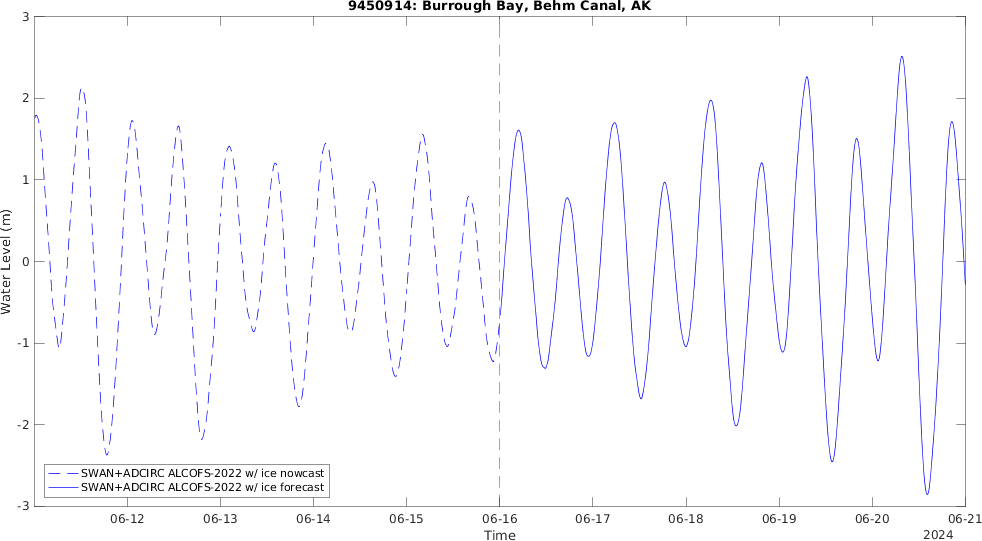 9450914: Burrough Bay, Behm Canal, AK
3
2
1
0
-1
-2
-3
Water Level (m)
SWAN+ADCIRC ALCOFS-2022 w/ ice nowcast
SWAN+ADCIRC ALCOFS-2022 w/ ice forecast
06-12 06-13 06-14 06-15 06-16 06-17 06-18 06-19 06-20 06-21
Time
2024